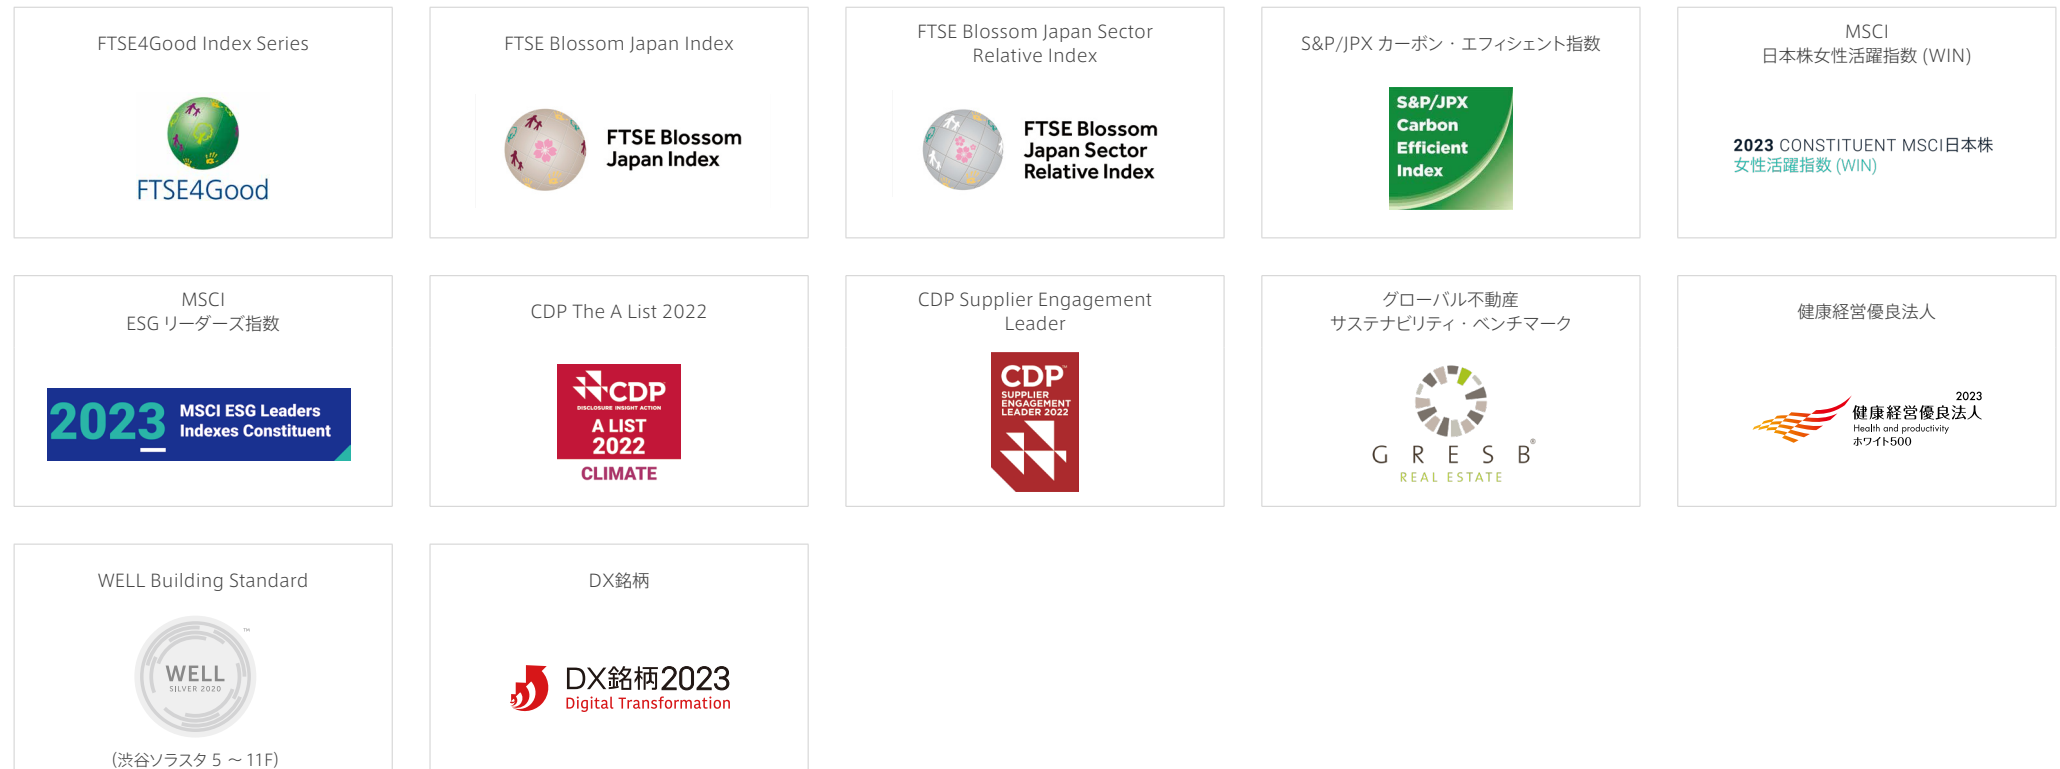 FTSE4Good Index Series
FTSE4Good
FTSE Blossom Japan Index
FTSE Blossom
Japan Index
FTSE Blossom Japan Sector
Relative Index
FTSE Blossom
Japan Sector
Relative Index
S&P/JPX カーボン・エフィシェント指数
S&P/JPX
Carbon
Efficient
Index
MSCI
日本株女性活躍指数 (WIN)
2023 CONSTITUENT MSCI日本株
女性活躍指数 (WIN)
MSCI
ESG リーダーズ指数
2023
MSCI ESG Leaders
Indexes Constituent
CDP The A List 2022
CDP
DISCLOSURE INSIGHT ACTION
A LIST
2022
CLIMATE
CDP Supplier Engagement
Leader
CDP
SUPPLIER
ENGAGEMENT
LEADER 2022
グローバル不動産
サステナビリティ・ベンチマーク
GRESB®
REAL ESTATE
健康経営優良法人
2023
健康経営優良法人
Health and productivity
ホワイト500
WELL Building Standard
WELL
SILVER 2020
™
(渋谷ソラスタ 5 ～ 11F)
DX銘柄
DX銘柄2023
Digital Transformation